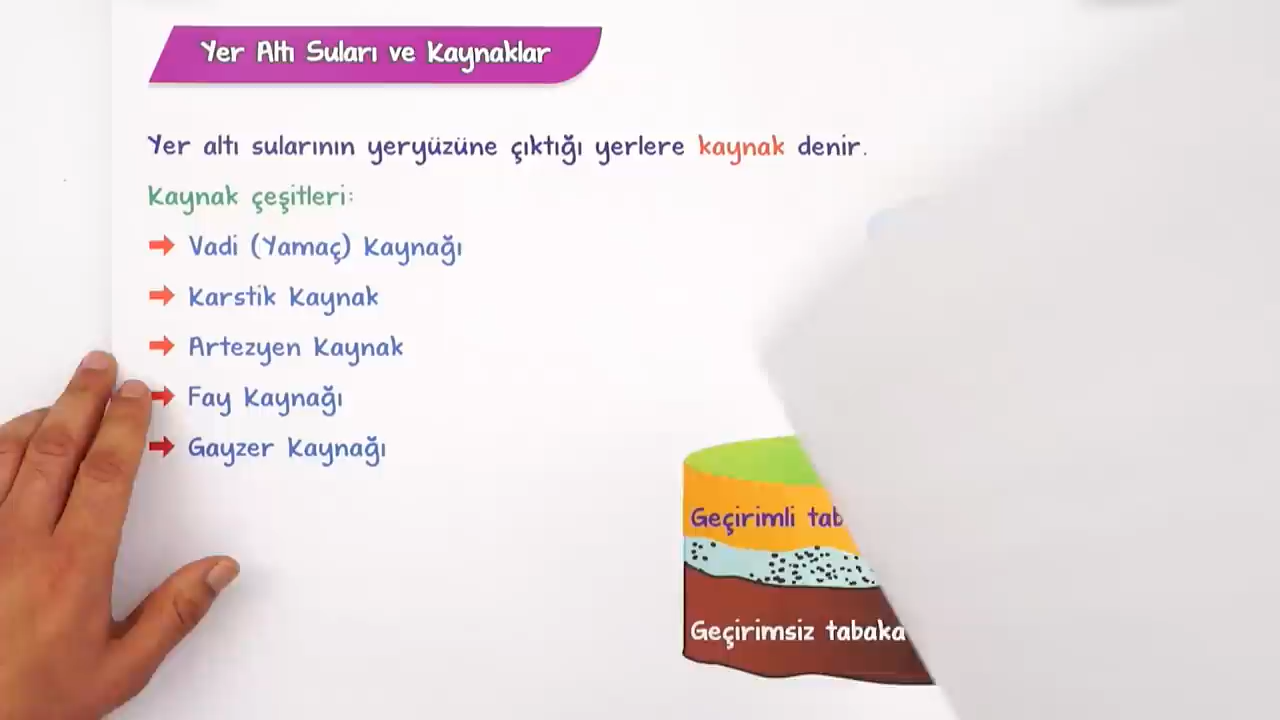 Yer Altı Suları ve Kaynaklar
Yer altı sularının yeryüzüne çıktığı yerlere kaynak denir.
Kaynak çeşitleri:
Vadi (Yamaç) Kaynağı
Karstik Kaynak
Artezyen Kaynak
Fay Kaynağı
Gayzer Kaynağı
Geçirimli
Geçirimsiz tabaka